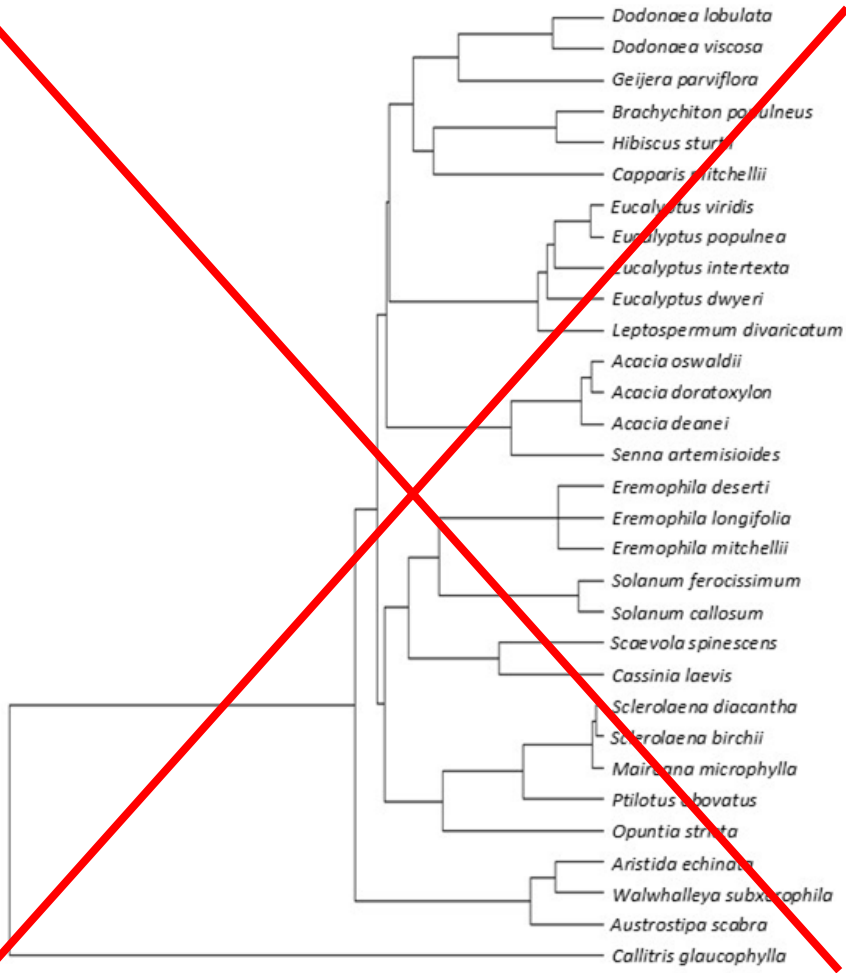 Dodonaea lobulata
Dodonaea viscosa
Geijera parviflora
Brachychiton populneus
Hibiscus sturtii
Capparis mitchellii
Eucalyptus viridis
Eucalyptus populnea
Eucalyptus intertexta
Eucalyptus dwyeri
Leptospermum divaricatum
Acacia oswaldii
Acacia doratoxylon
Acacia deanei
Senna artemisioides
Eremophila deserti
Eremophila longifolia
Eremophila mitchellii
Solanum ferocissimum
Solanum callosum
Scaevola spinescens
Cassinia laevis
Sclerolaena diacantha
Sclerolaena birchii
Maireana microphylla
Ptilotus obovatus
Opuntia stricta
Aristida echinata
Walwhalleya subxerophila
Austrostipa scabra
Callitris glaucophylla